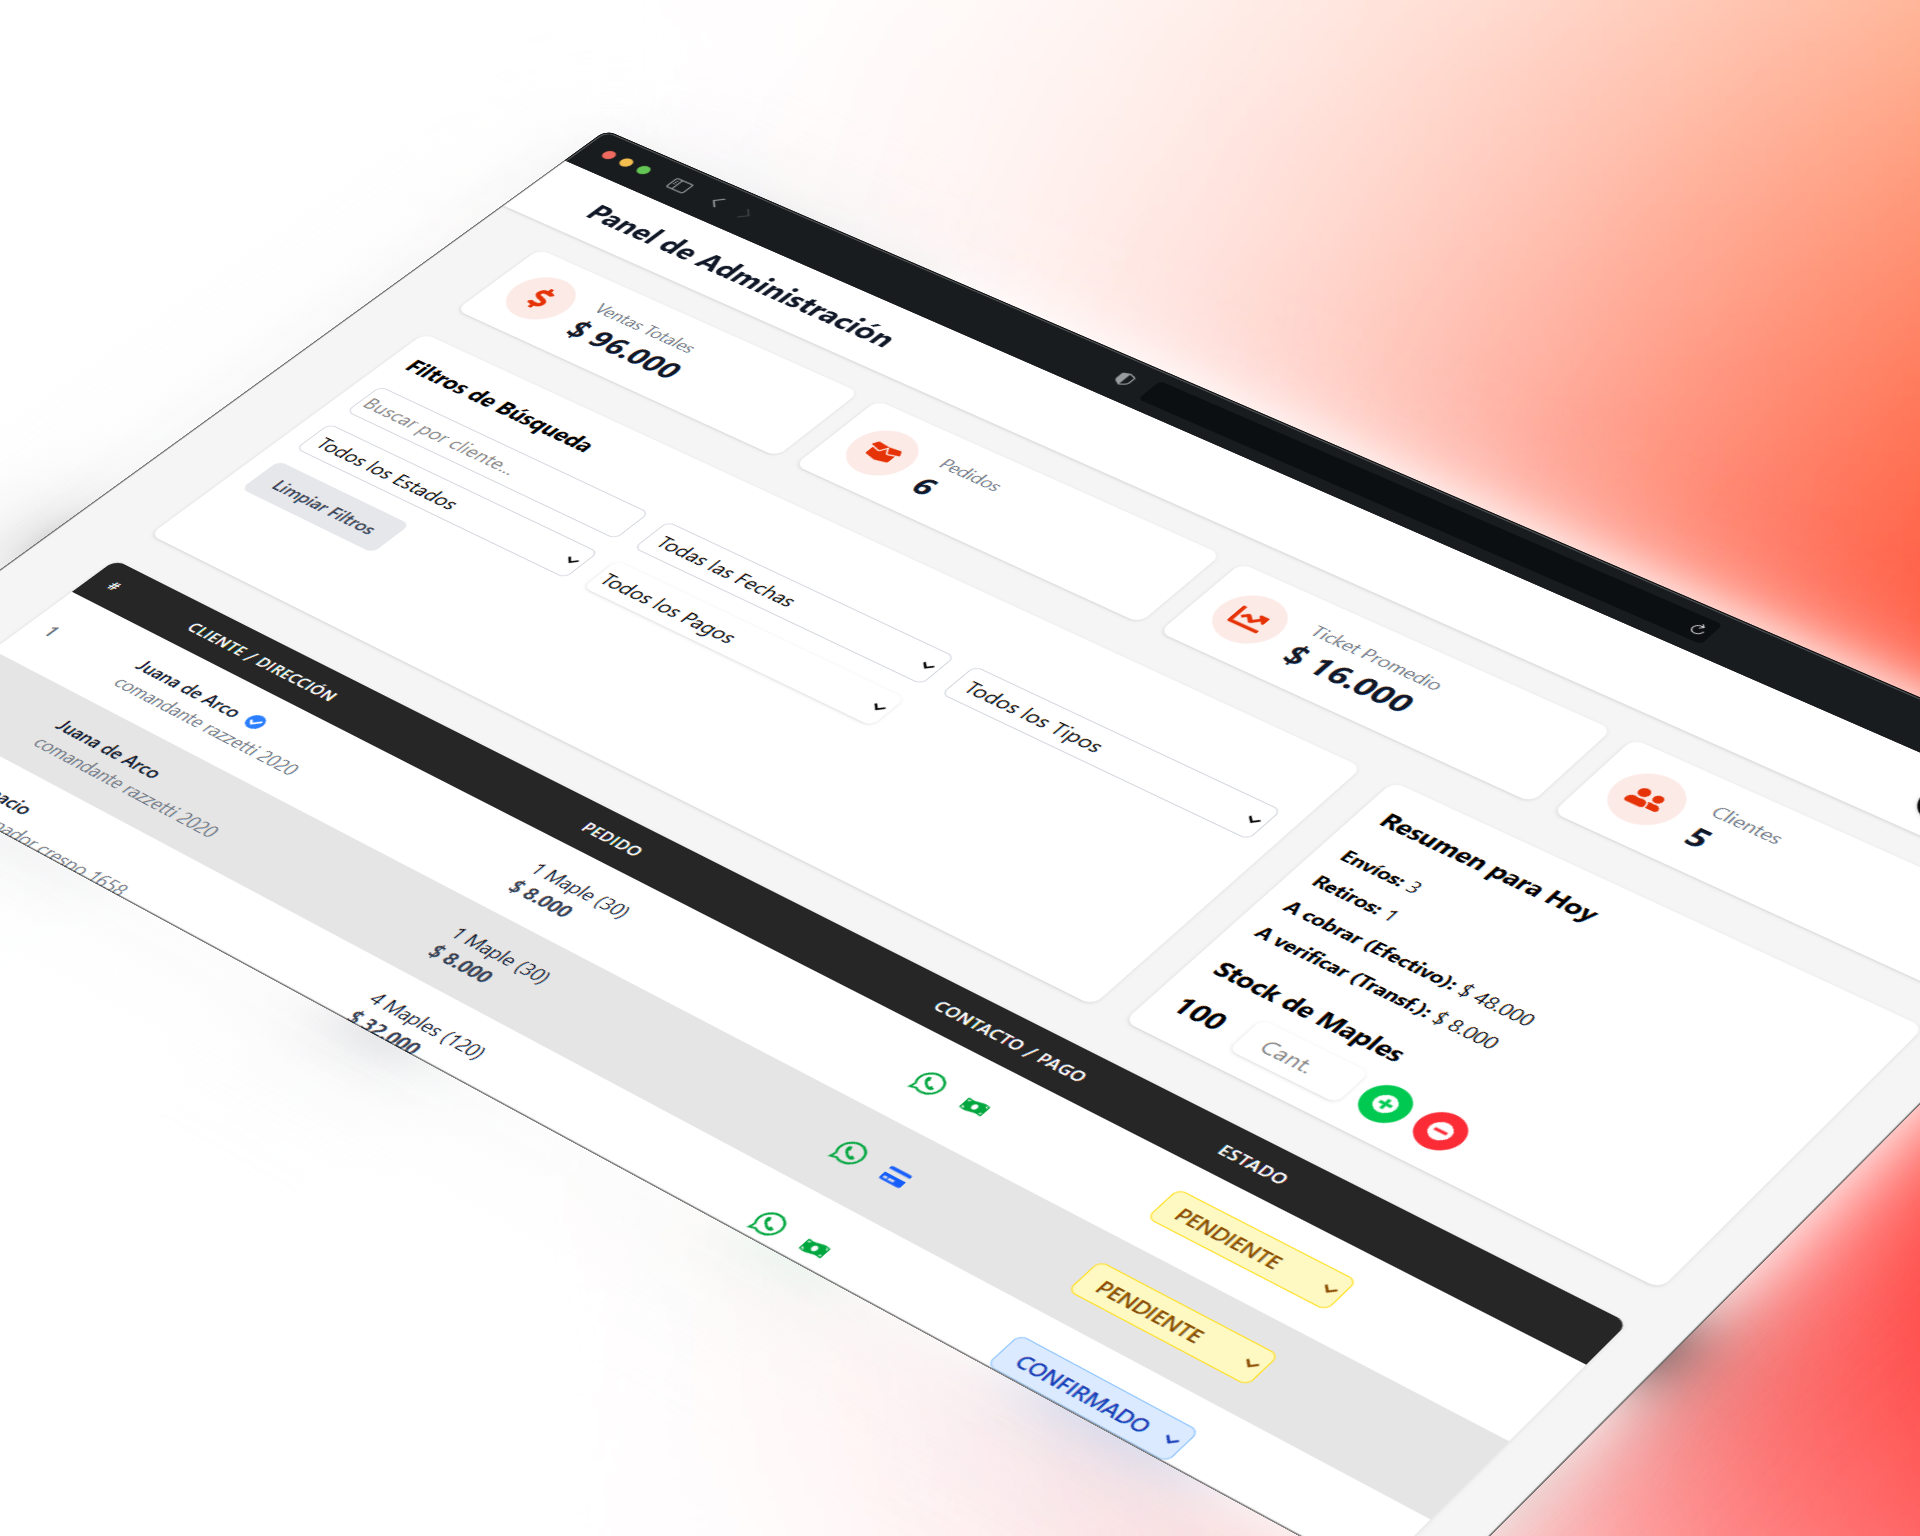 Panel de Administración
Ventas Totales
$ 96.000
Pedidos
6
Ticket Promedio
$ 16.000
Clientes
5
Filtros de Búsqueda
Buscar por cliente...
Todas las Fechas
Todos los Tipos
Todos los Estados
Todos los Pagos
Limpiar Filtros
Resumen para Hoy
Envíos: 3
Retiros: 1
A cobrar (Efectivo): $ 48.000
A verificar (Transf.): $ 8.000
Stock de Maples
100
Cant.
# CLIENTE / DIRECCIÓN PEDIDO CONTACTO / PAGO ESTADO
1
Juana de Arco
comandante razzetti 2020
1 Maple (30)
$ 8.000
PENDIENTE
Juana de Arco
comandante razzetti 2020
1 Maple (30)
$ 8.000
PENDIENTE
crespo 1658
4 Maples (120)
$ 32.000
CONFIRMADO